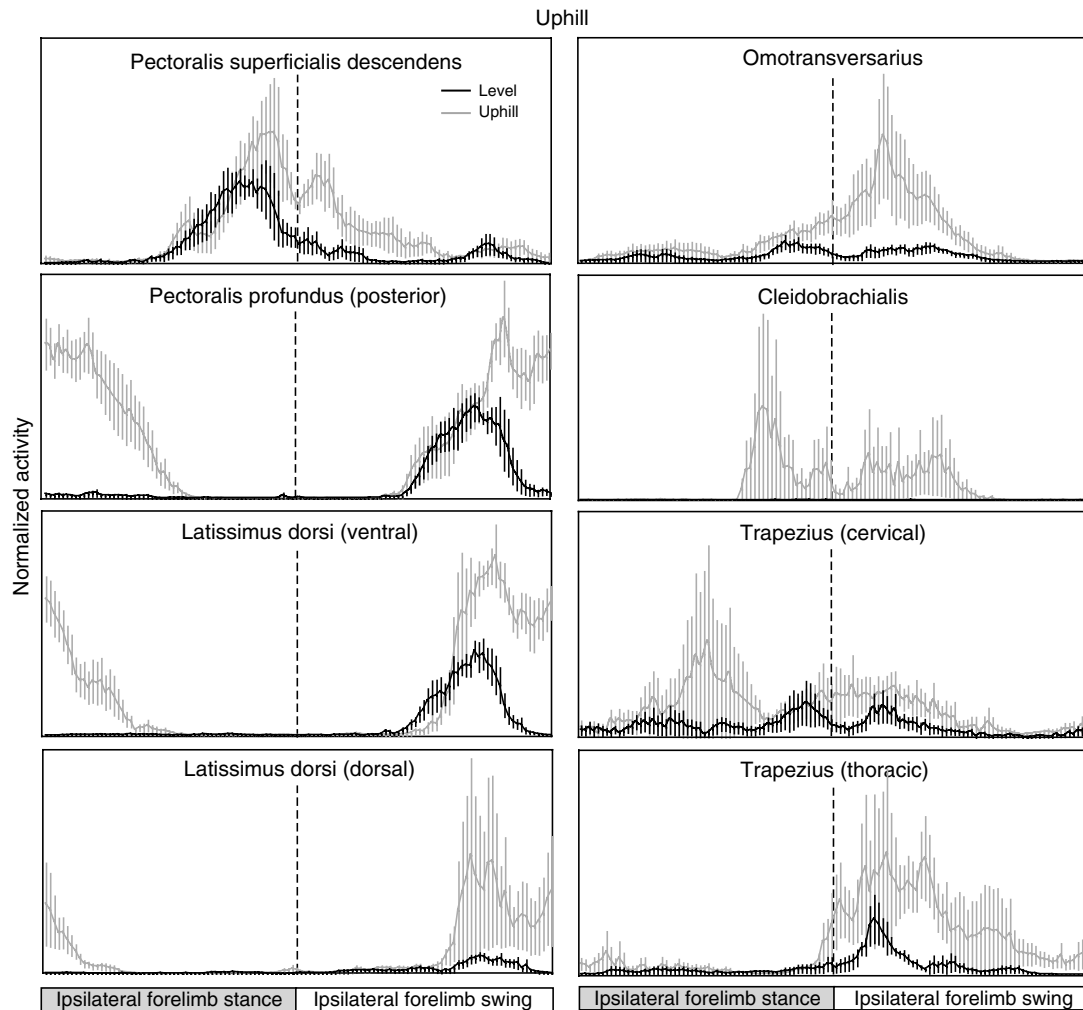 Uphill
Pectoralis superficialis descendens
Level
Uphill
Omotransversarius
Pectoralis profundus (posterior)
Cleidobrachialis
Normalized activity
Latissimus dorsi (ventral)
Trapezius (cervical)
Latissimus dorsi (dorsal)
Trapezius (thoracic)
Ipsilateral forelimb stance
Ipsilateral forelimb swing
Ipsilateral forelimb stance
Ipsilateral forelimb swing